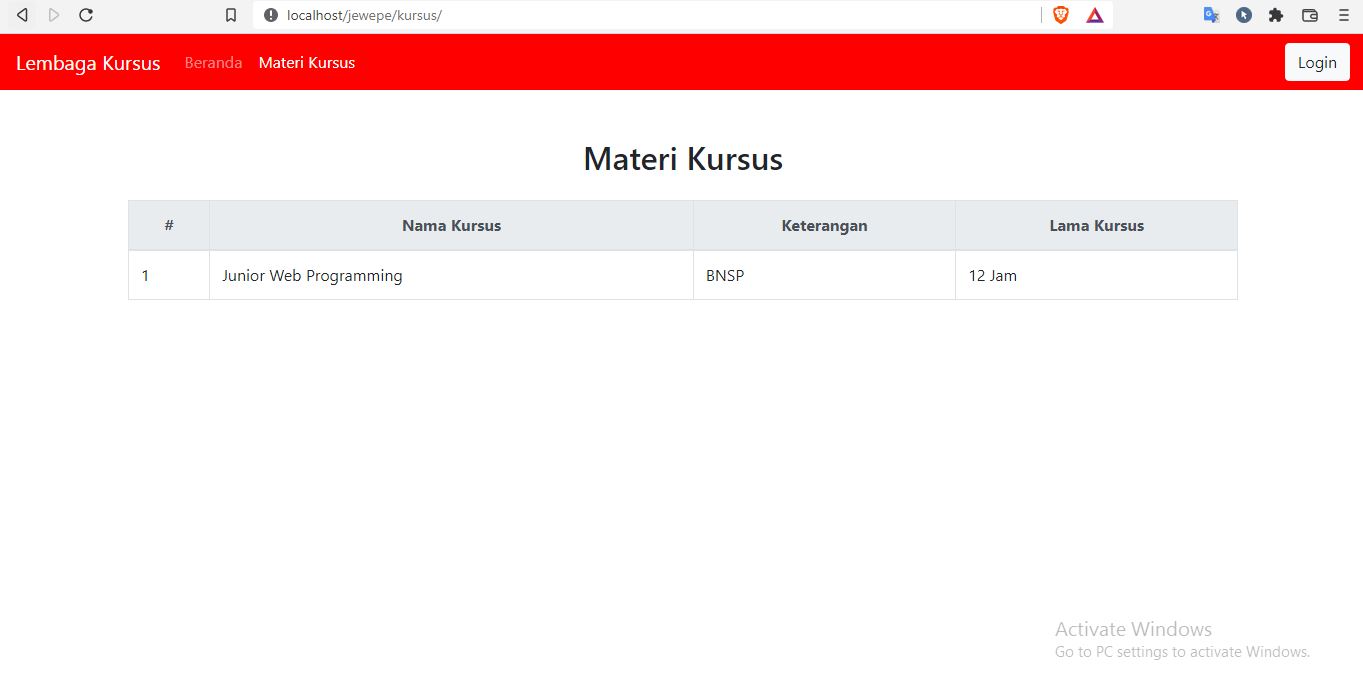 localhost/jewepe/kursus/
Lembaga Kursus Beranda Materi Kursus Login
Materi Kursus
# Nama Kursus Keterangan Lama Kursus
1 Junior Web Programming BNSP 12 Jam
Activate Windows
Go to PC settings to activate Windows.